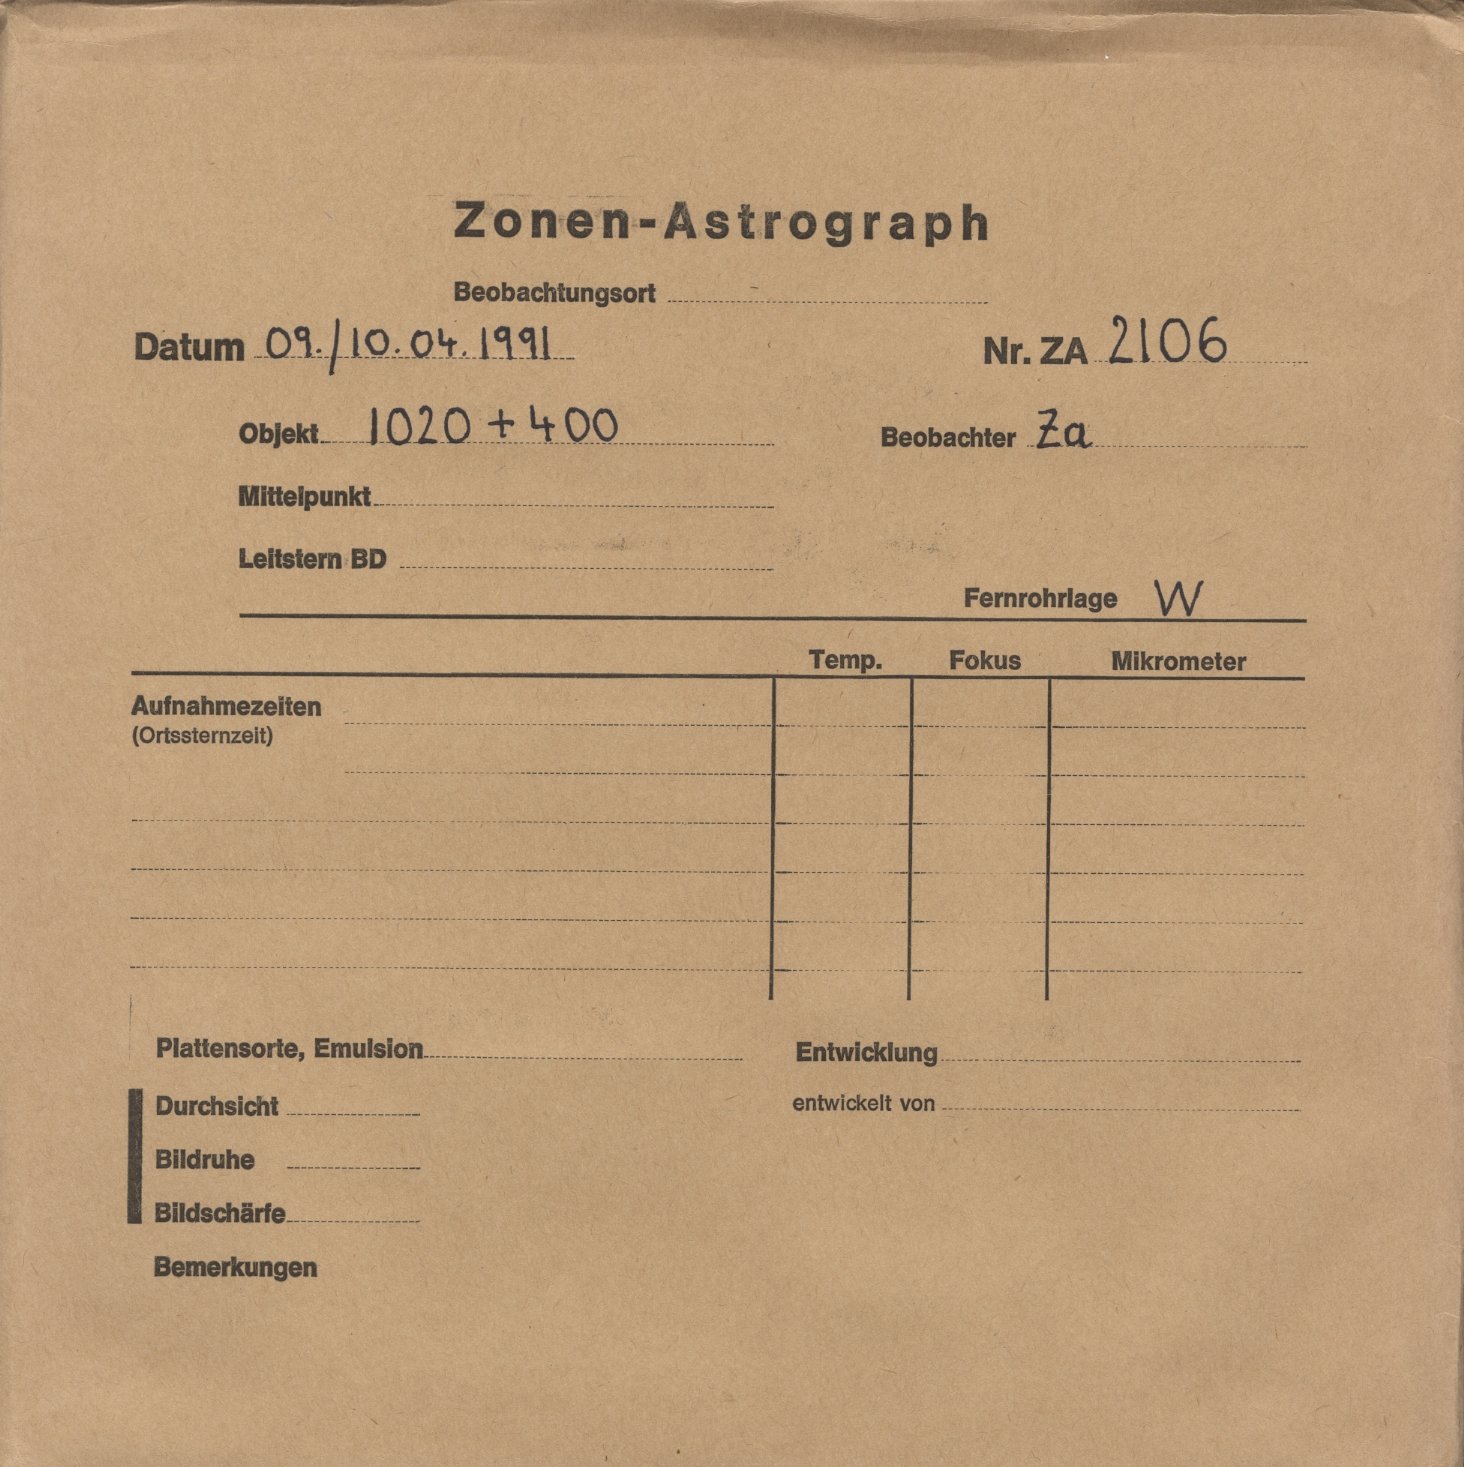 Zonen-Astrograph
Beobachtungsort
Datum 09./10.04.1991 Nr. ZA 2106
Objekt 1020 + 400 Beobachter Za
Mittelpunkt
Leitstern BD
Fernrohrlage W
Temp. Fokus Mikrometer
Aufnahmezeiten
(Ortssternzeit)
Plattensorte, Emulsion Entwicklung
Durchsicht entwickelt von
Bildruhe
Bildschärfe
Bemerkungen